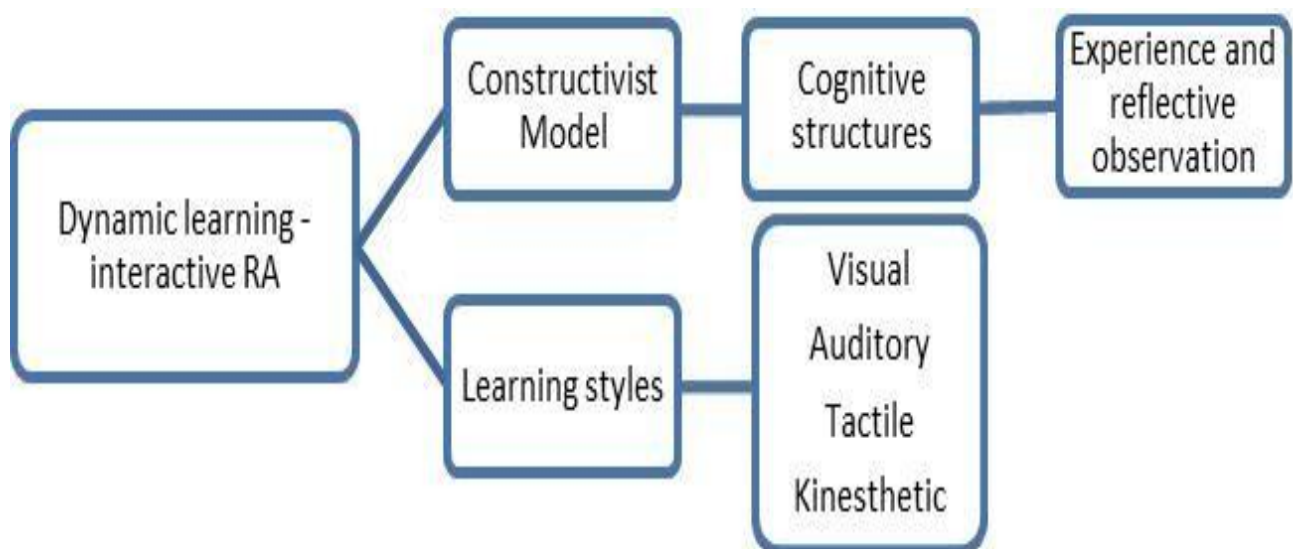 Dynamic learning -
interactive RA
Constructivist
Model
Cognitive
structures
Experience and
reflective
observation
Learning styles
Visual
Auditory
Tactile
Kinesthetic